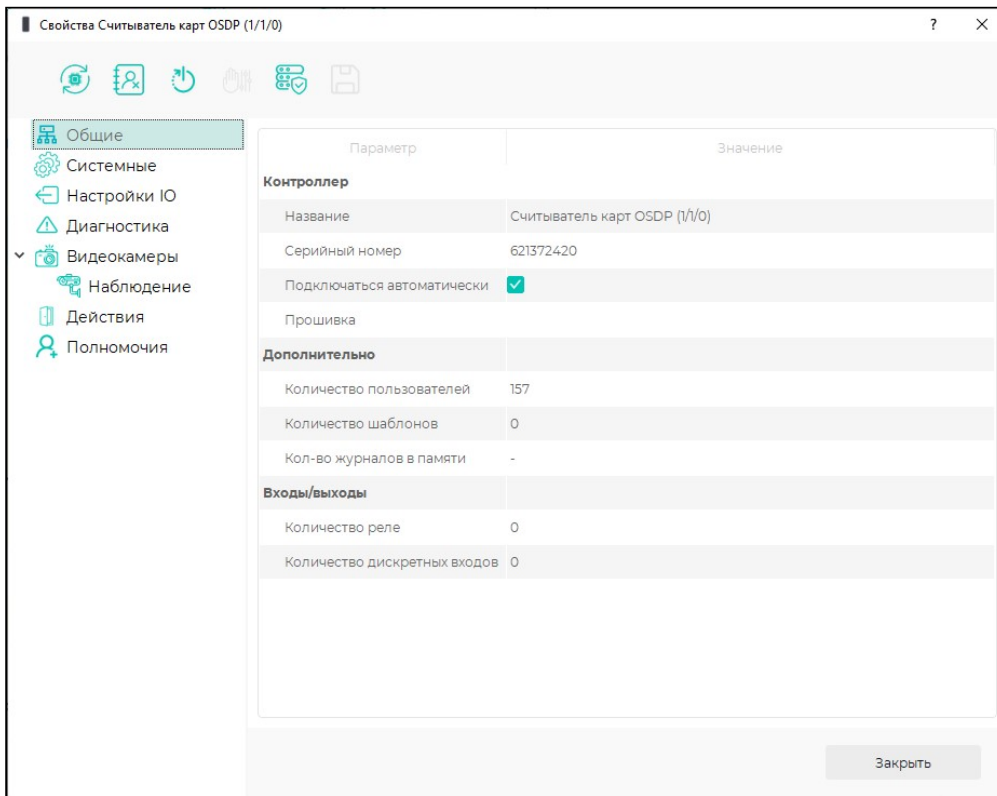 Свойства Считыватель карт OSDP (1/1/0) ?
Общие
Системные
Настройки IO
Диагностика
Видеокамеры
Наблюдение
Действия
Полномочия
Параметр Значение
Контроллер
Название Считыватель карт OSDP (1/1/0)
Серийный номер 621372420
Подключаться автоматически
Прошивка
Дополнительно
Количество пользователей 157
Количество шаблонов 0
Кол-во журналов в памяти -
Входы/выходы
Количество реле 0
Количество дискретных входов 0
Закрыть